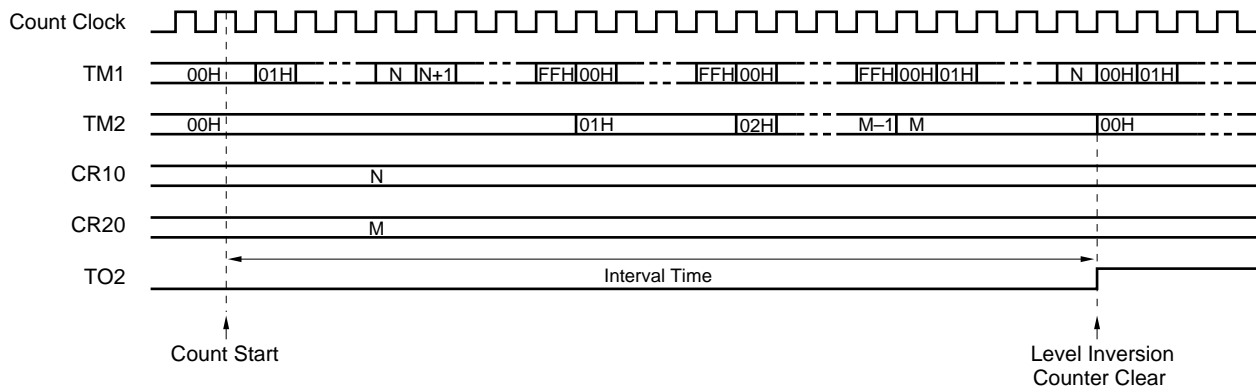 Count Clock
TM1 00H 01H N N+1 FFH 00H FFH 00H FFH 00H 01H N 00H 01H
TM2 00H 01H 02H M–1 M 00H
CR10 N
CR20 M
Interval Time
TO2
Count Start
Level Inversion
Counter Clear